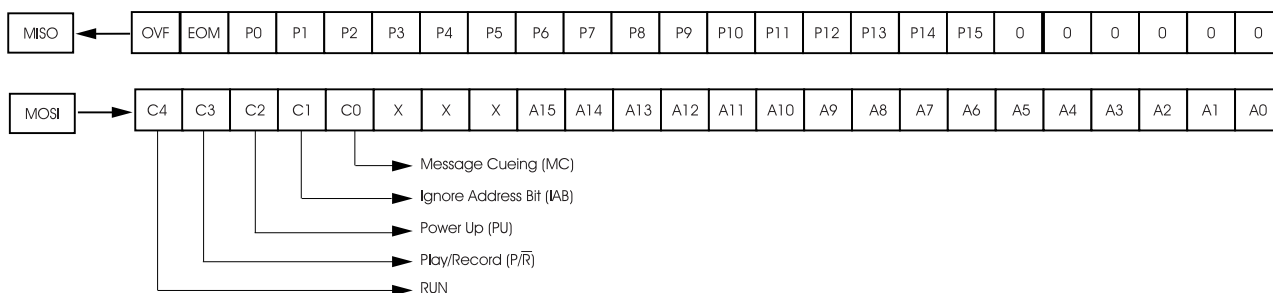 MISO OVF EOM P0 P1 P2 P3 P4 P5 P6 P7 P8 P9 P10 P11 P12 P13 P14 P15 0 0 0 0 0 0
MOSI C4 C3 C2 C1 C0 X X X A15 A14 A13 A12 A11 A10 A9 A8 A7 A6 A5 A4 A3 A2 A1 A0
Message Cueing (MC)
Ignore Address Bit (IAB)
Power Up (PU)
Play/Record (P/R̅)
RUN